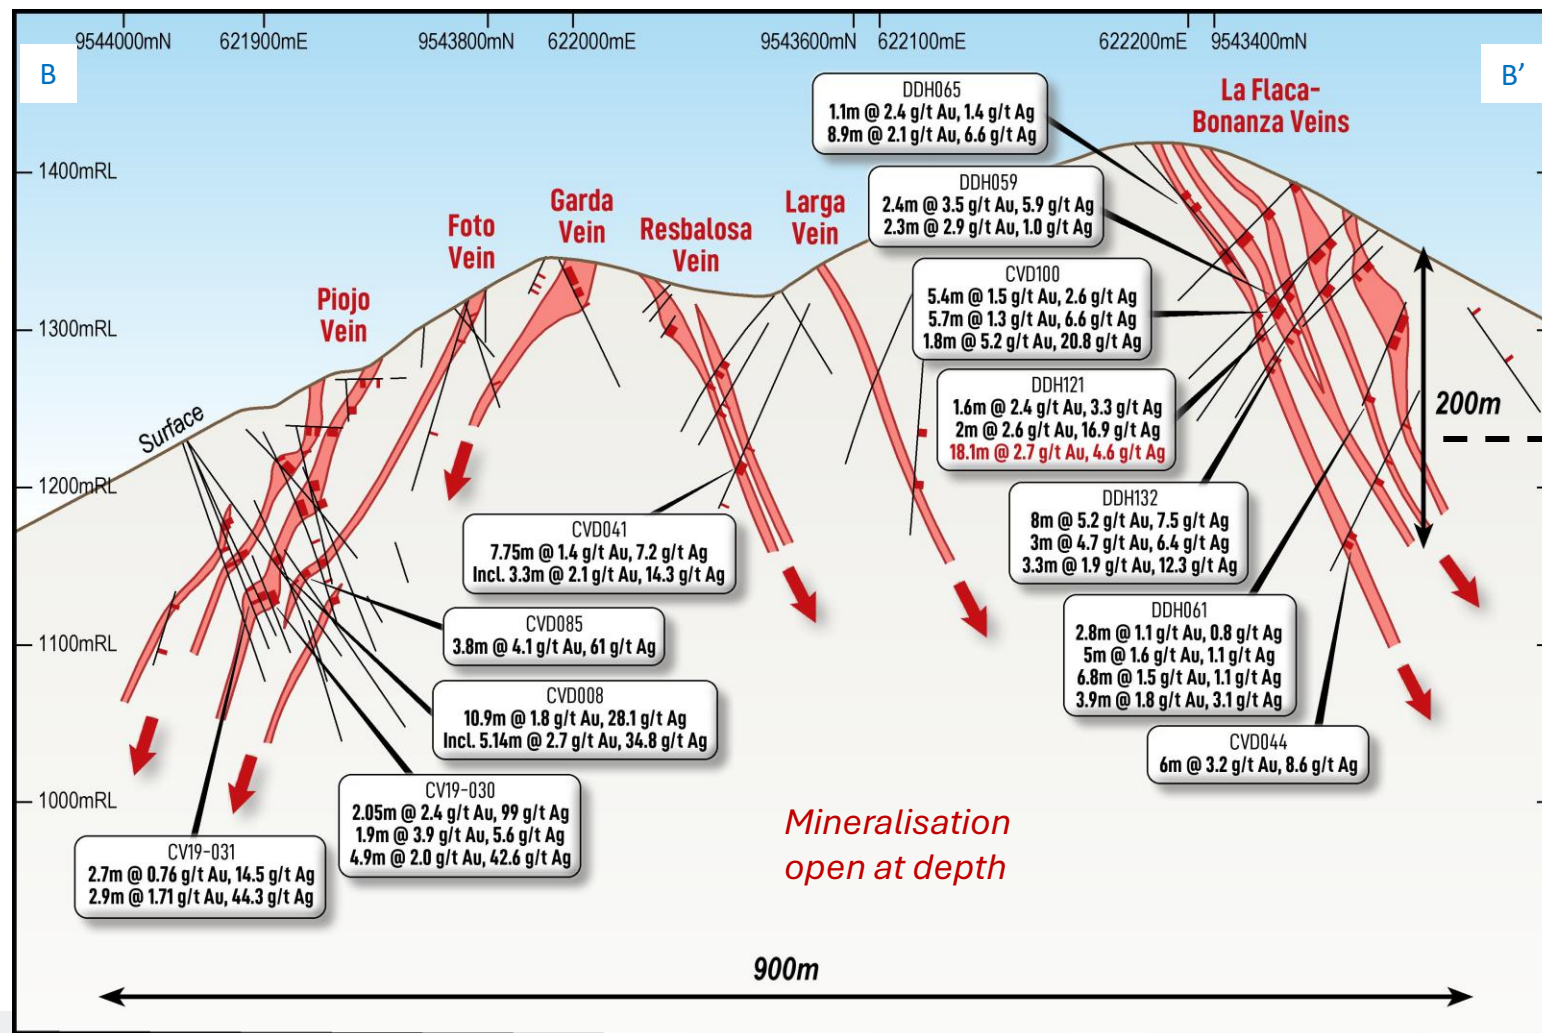 9544000mN
621900mE
9543800mN
622000mE
9543600mN
622100mE
622200mE
9543400mN
B
B’
1400mRL
1300mRL
1200mRL
1100mRL
1000mRL
Surface
Piojo
Vein
Foto
Vein
Garda
Vein
Resbalosa
Vein
Larga
Vein
La Flaca-
Bonanza Veins
DDH065
1.1m @ 2.4 g/t Au, 1.4 g/t Ag
8.9m @ 2.1 g/t Au, 6.6 g/t Ag
DDH059
2.4m @ 3.5 g/t Au, 5.9 g/t Ag
2.3m @ 2.9 g/t Au, 1.0 g/t Ag
CVD100
5.4m @ 1.5 g/t Au, 2.6 g/t Ag
5.7m @ 1.3 g/t Au, 6.6 g/t Ag
1.8m @ 5.2 g/t Au, 20.8 g/t Ag
DDH121
1.6m @ 2.4 g/t Au, 3.3 g/t Ag
2m @ 2.6 g/t Au, 16.9 g/t Ag
18.1m @ 2.7 g/t Au, 4.6 g/t Ag
200m
DDH132
8m @ 5.2 g/t Au, 7.5 g/t Ag
3m @ 4.7 g/t Au, 6.4 g/t Ag
3.3m @ 1.9 g/t Au, 12.3 g/t Ag
CVD041
7.75m @ 1.4 g/t Au, 7.2 g/t Ag
Incl. 3.3m @ 2.1 g/t Au, 14.3 g/t Ag
DDH061
2.8m @ 1.1 g/t Au, 0.8 g/t Ag
5m @ 1.6 g/t Au, 1.1 g/t Ag
6.8m @ 1.5 g/t Au, 1.1 g/t Ag
3.9m @ 1.8 g/t Au, 3.1 g/t Ag
CVD085
3.8m @ 4.1 g/t Au, 61 g/t Ag
CVD008
10.9m @ 1.8 g/t Au, 28.1 g/t Ag
Incl. 5.14m @ 2.7 g/t Au, 34.8 g/t Ag
CVD044
6m @ 3.2 g/t Au, 8.6 g/t Ag
CV19-030
2.05m @ 2.4 g/t Au, 99 g/t Ag
1.9m @ 3.9 g/t Au, 5.6 g/t Ag
4.9m @ 2.0 g/t Au, 42.6 g/t Ag
CV19-031
2.7m @ 0.76 g/t Au, 14.5 g/t Ag
2.9m @ 1.71 g/t Au, 44.3 g/t Ag
Mineralisation
open at depth
900m